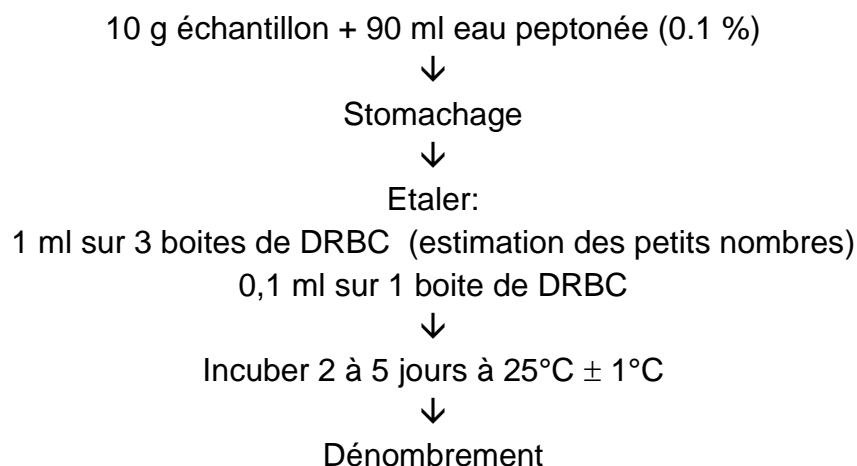 10 g échantillon + 90 ml eau peptonée (0.1 %)
↓
Stomachage
↓
Etaler:
1 ml sur 3 boites de DRBC (estimation des petits nombres)
0,1 ml sur 1 boite de DRBC
↓
Incuber 2 à 5 jours à 25°C ± 1°C
↓
Dénombrement